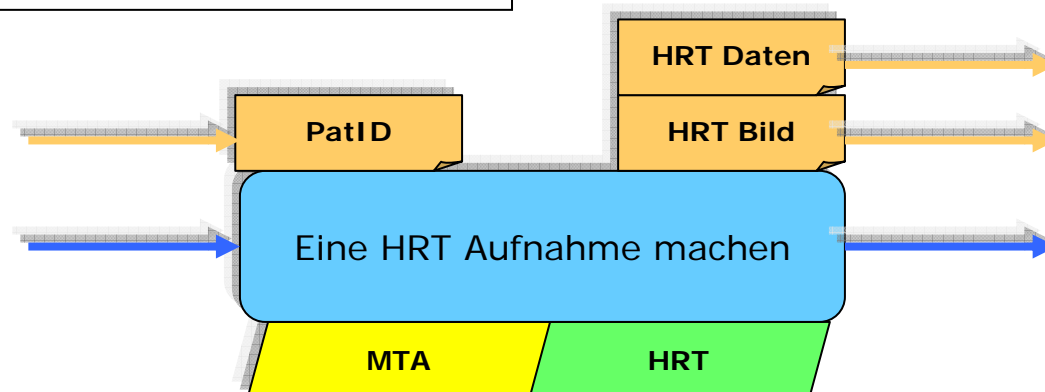 HRT Daten
PatID
HRT Bild
Eine HRT Aufnahme machen
MTA
HRT